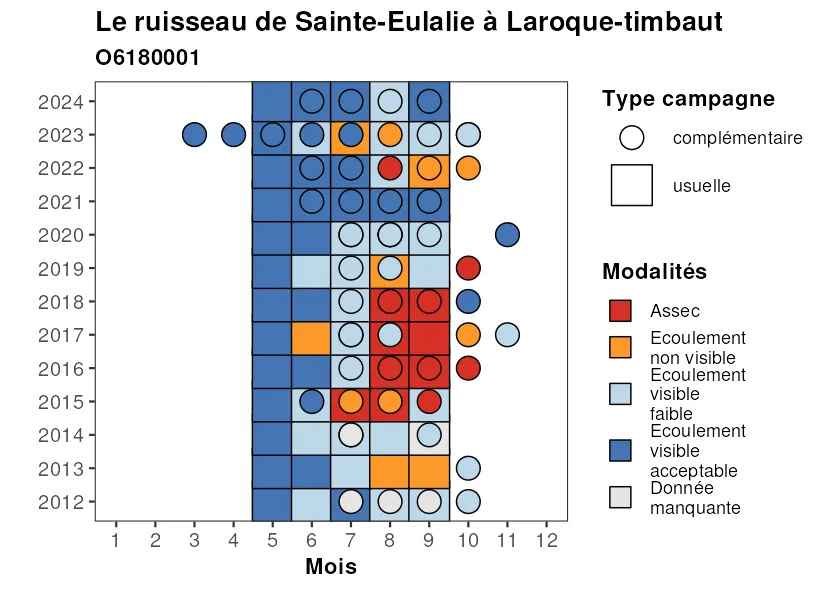 Le ruisseau de Sainte-Eulalie à Laroque-timbaut
O6180001
2024
2023
2022
2021
2020
2019
2018
2017
2016
2015
2014
2013
2012
1 2 3 4 5 6 7 8 9 10 11 12
Mois
Type campagne
complémentaire
usuelle
Modalités
Assec
Ecoulement
non visible
Ecoulement
visible
faible
Ecoulement
visible
acceptable
Donnée
manquante